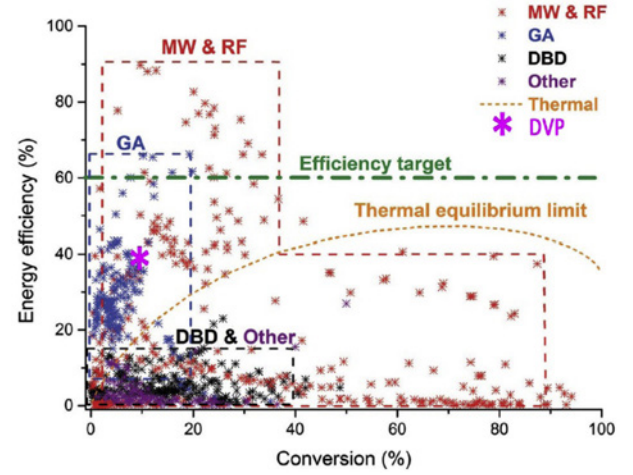 MW & RF
GA
DBD
Other
Thermal
DVP
MW & RF
GA
Efficiency target
Thermal equilibrium limit
DBD & Other
Energy efficiency (%)
100
80
60
40
20
0
0 20 40 60 80 100
Conversion (%)